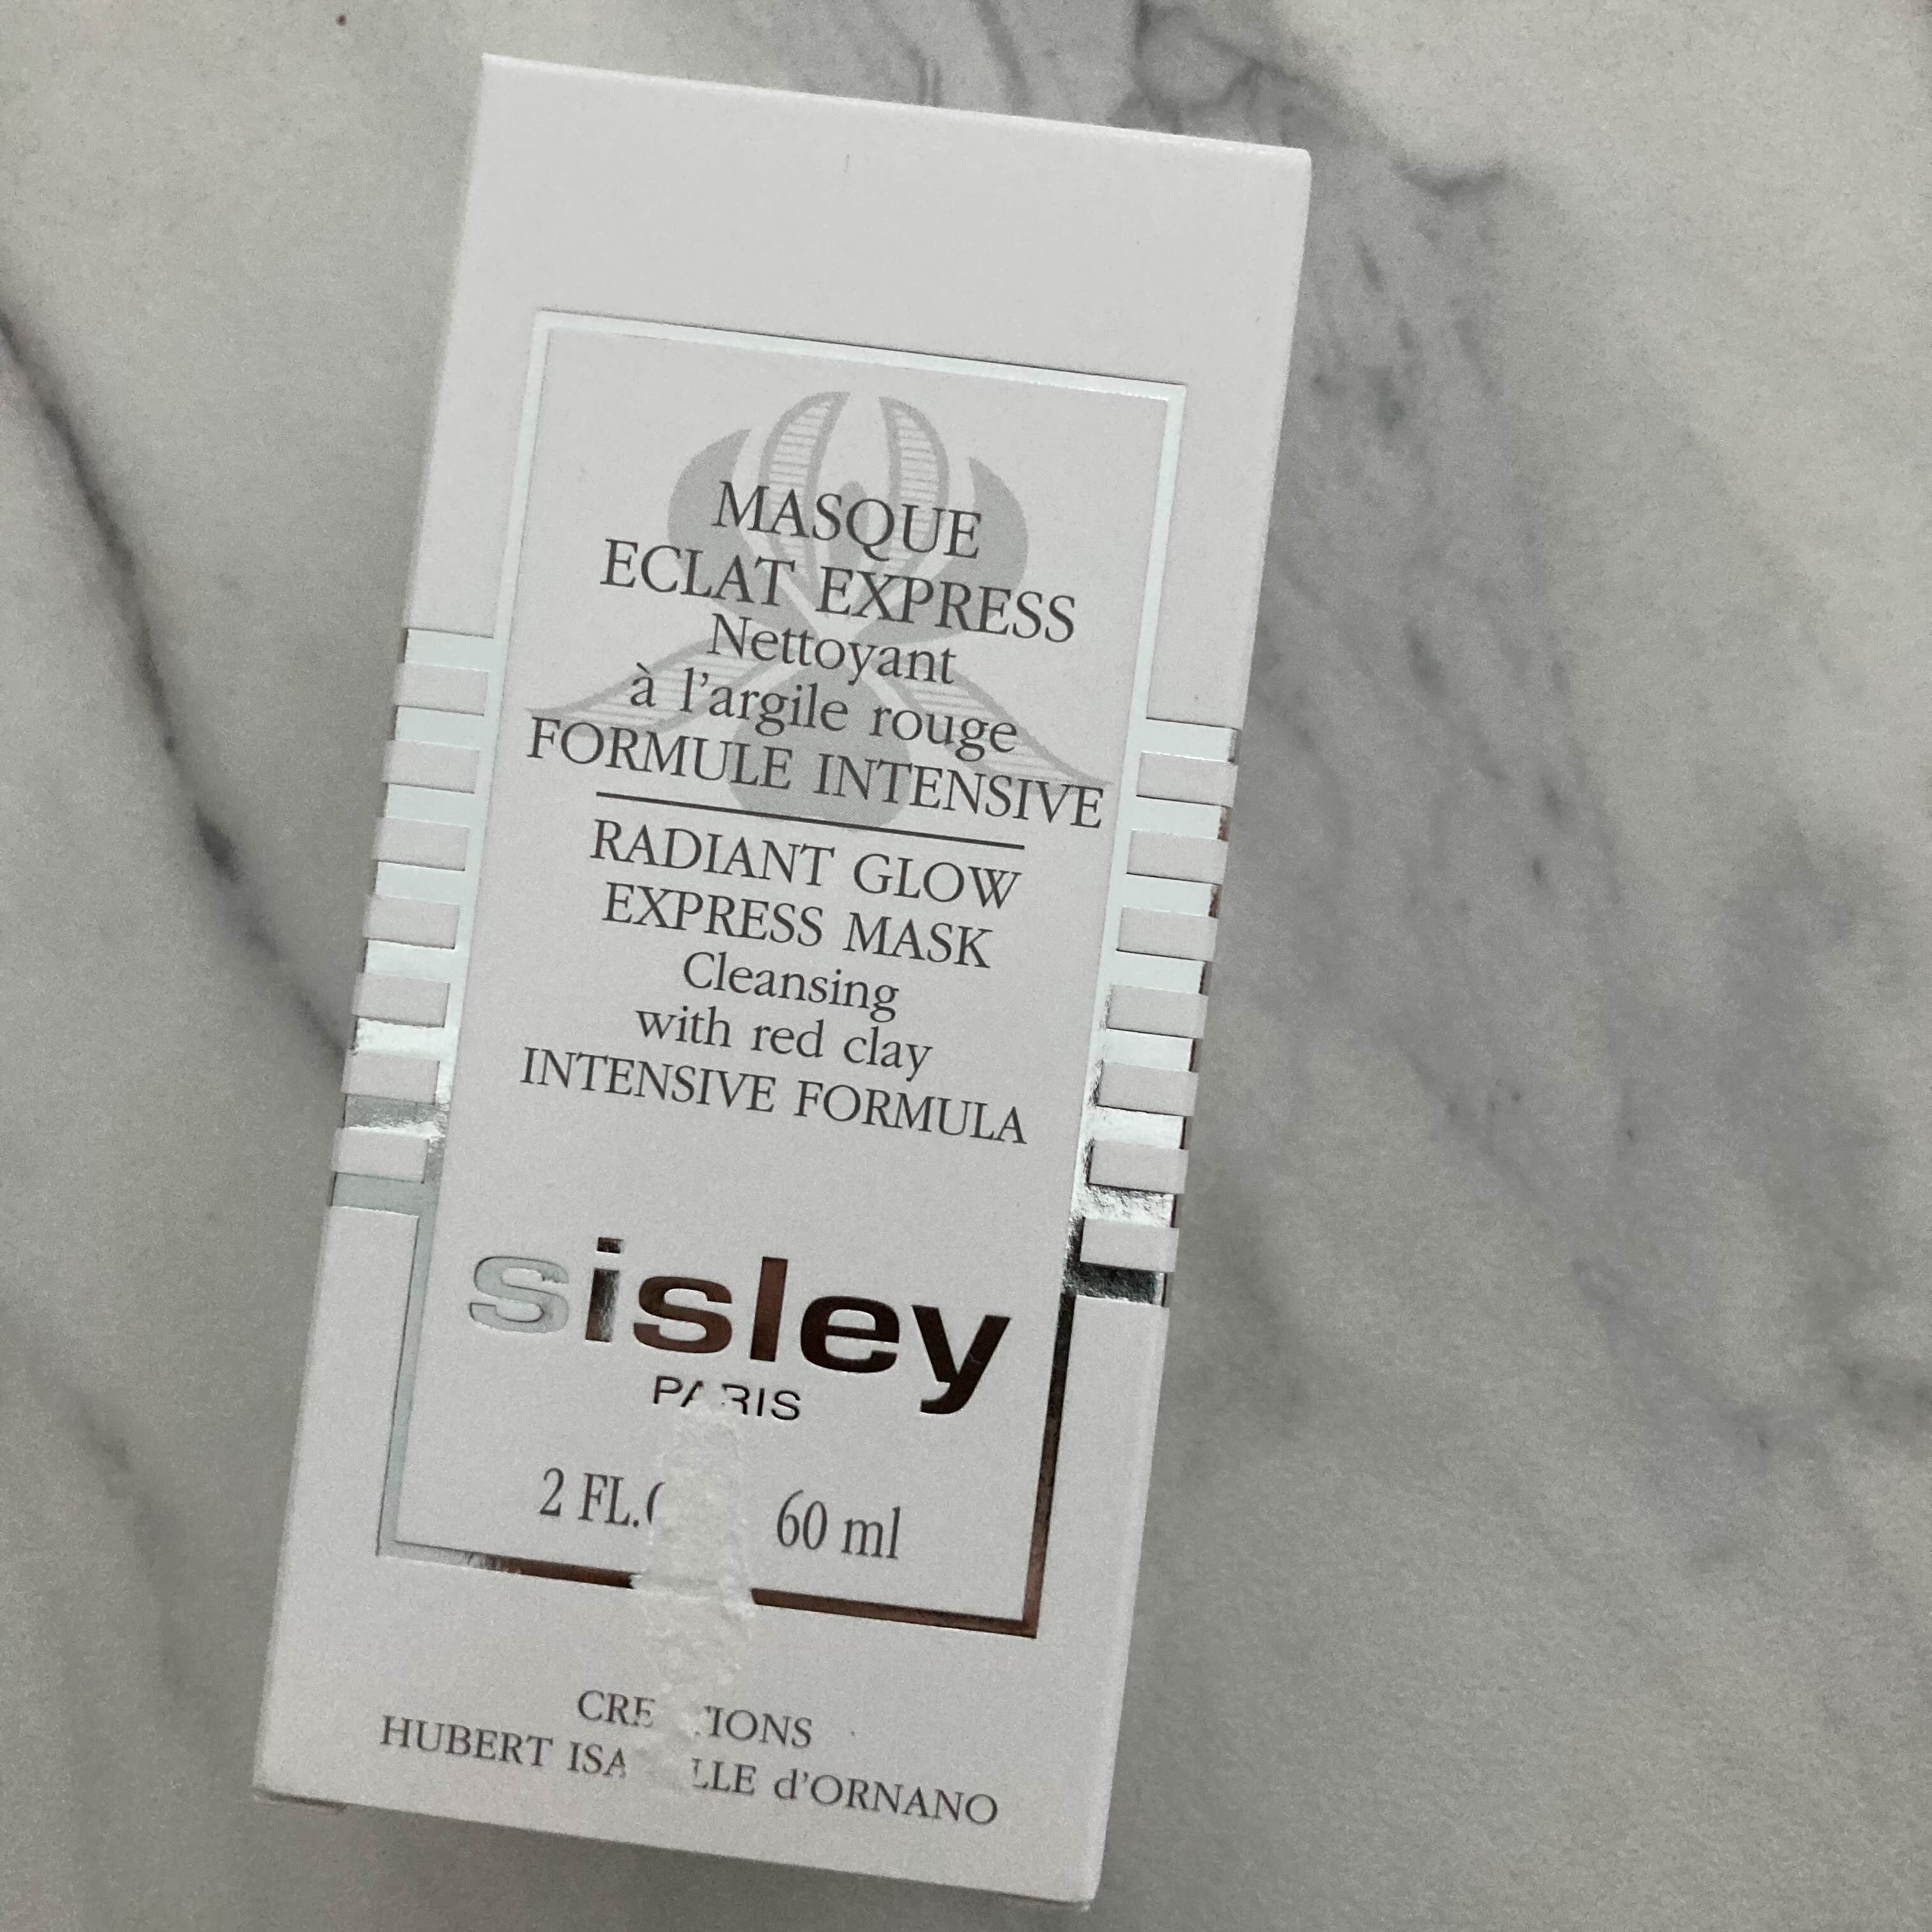 MASQUE
ECLAT EXPRESS
Nettoyant
à l'argile rouge
FORMULE INTENSIVE
RADIANT GLOW
EXPRESS MASK
Cleansing
with red clay
INTENSIVE FORMULA
sisley
PARIS
2 FL. 60 ml
HUBERT d'ORNANO